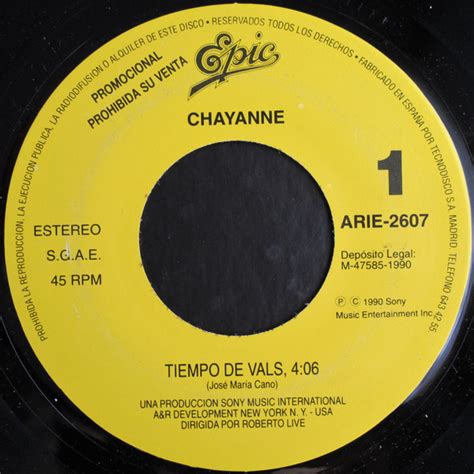 RESERVADOS TODOS LOS DERECHOS • FABRICADO EN ESPAÑA POR TECNODISCO S.A. MADRID. TELEFONO 643 42 55
PROHIBIDA LA REPRODUCCION, LA EJECUCION PUBLICA, LA RADIODIFUSION O ALQUILER DE ESTE DISCO •
PROMOCIONAL
PROHIBIDA SU VENTA
Epic
CHAYANNE
1
ESTEREO
S.G.A.E.
45 RPM
ARIE-2607
Depósito Legal:
M-47585-1990
Ⓟ Ⓒ 1990 Sony
Music Entertainment Inc
TIEMPO DE VALS, 4:06
(José María Cano)
UNA PRODUCCION SONY MUSIC INTERNATIONAL
A&R DEVELOPMENT NEW YORK N.Y. - USA
DIRIGIDA POR ROBERTO LIVE